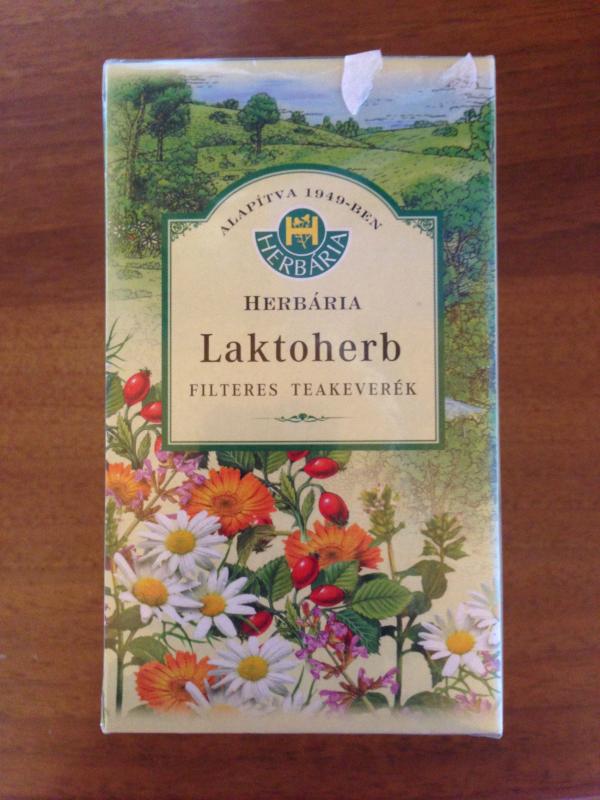 ALAPÍTVA 1949-BEN
HERBÁRIA
HERBÁRIA
Laktoherb
FILTERES TEAKEVERÉK